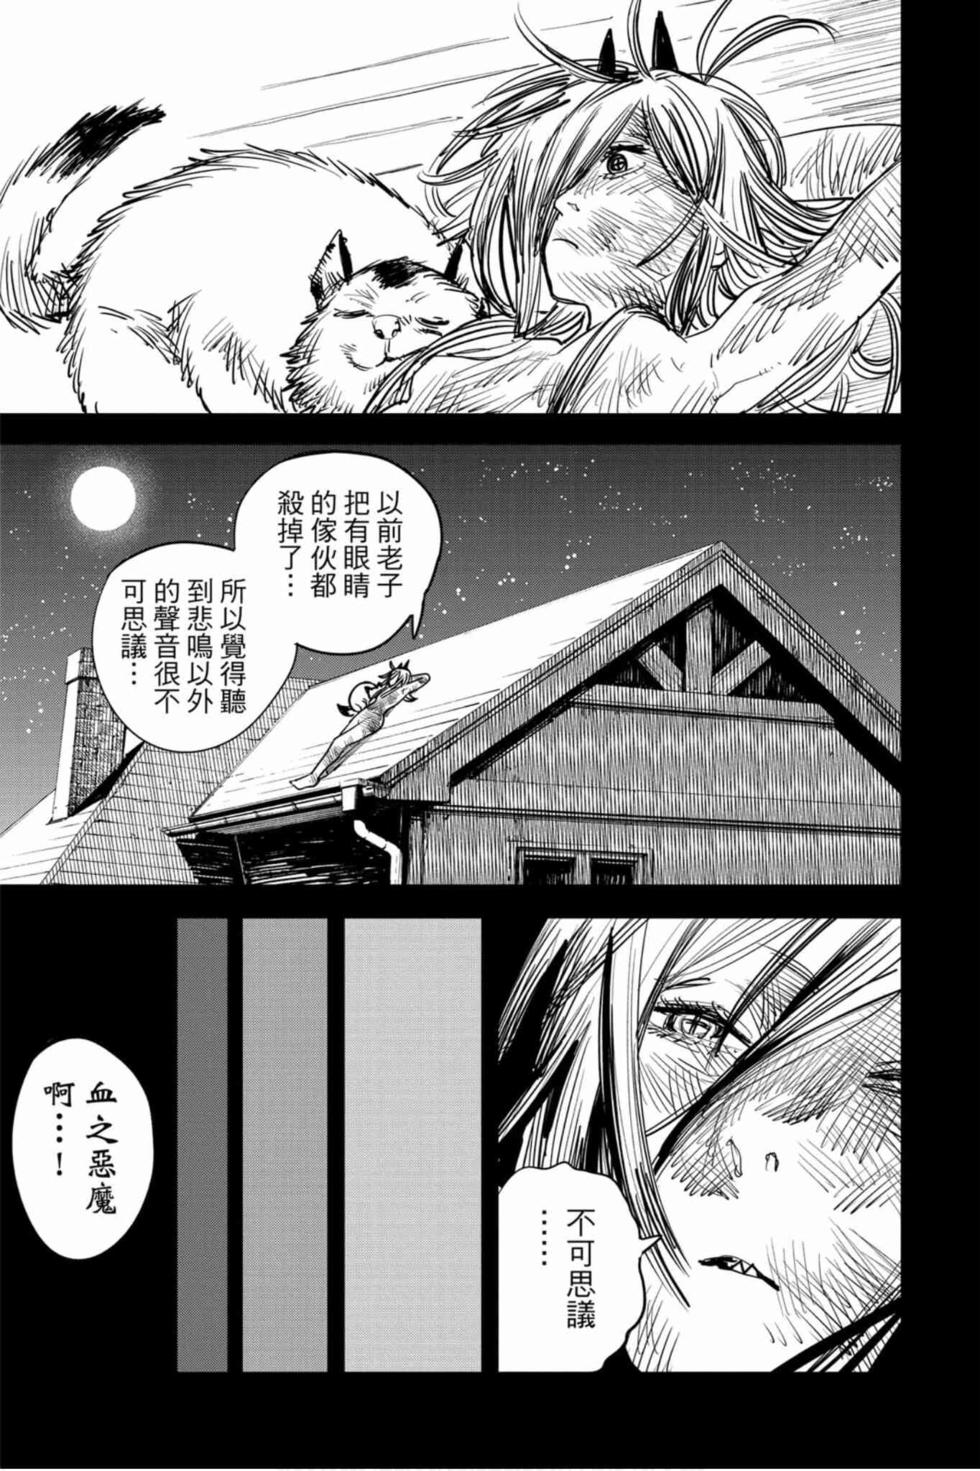 以前老子
把有眼睛
的傢伙都
殺掉了…
所以覺得聽
到悲鳴以外
的聲音很不
可思議…
不可思議
……
血之惡魔
啊…！